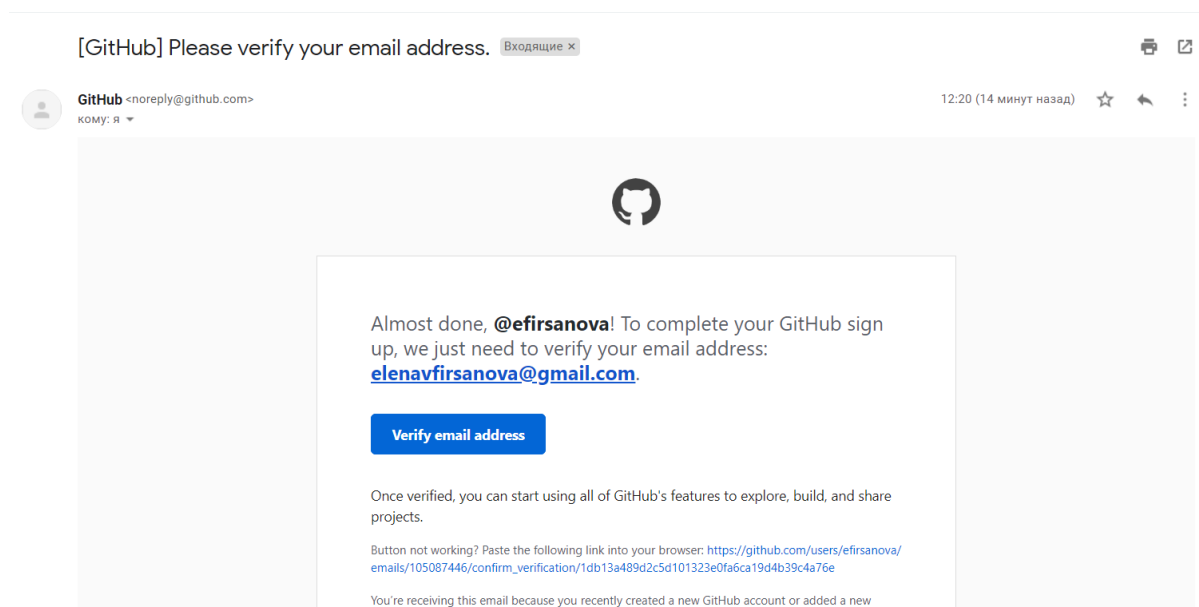 [GitHub] Please verify your email address. Входящие ×
GitHub <noreply@github.com> 12:20 (14 минут назад)
кому: я
Almost done, @efirsanova! To complete your GitHub sign
up, we just need to verify your email address:
elenavfirsanova@gmail.com.
Verify email address
Once verified, you can start using all of GitHub's features to explore, build, and share
projects.
Button not working? Paste the following link into your browser: https://github.com/users/efirsanova/
emails/105087446/confirm_verification/1db13a489d2c5d101323e0fa6ca19d4b39c4a76e
You're receiving this email because you recently created a new GitHub account or added a new